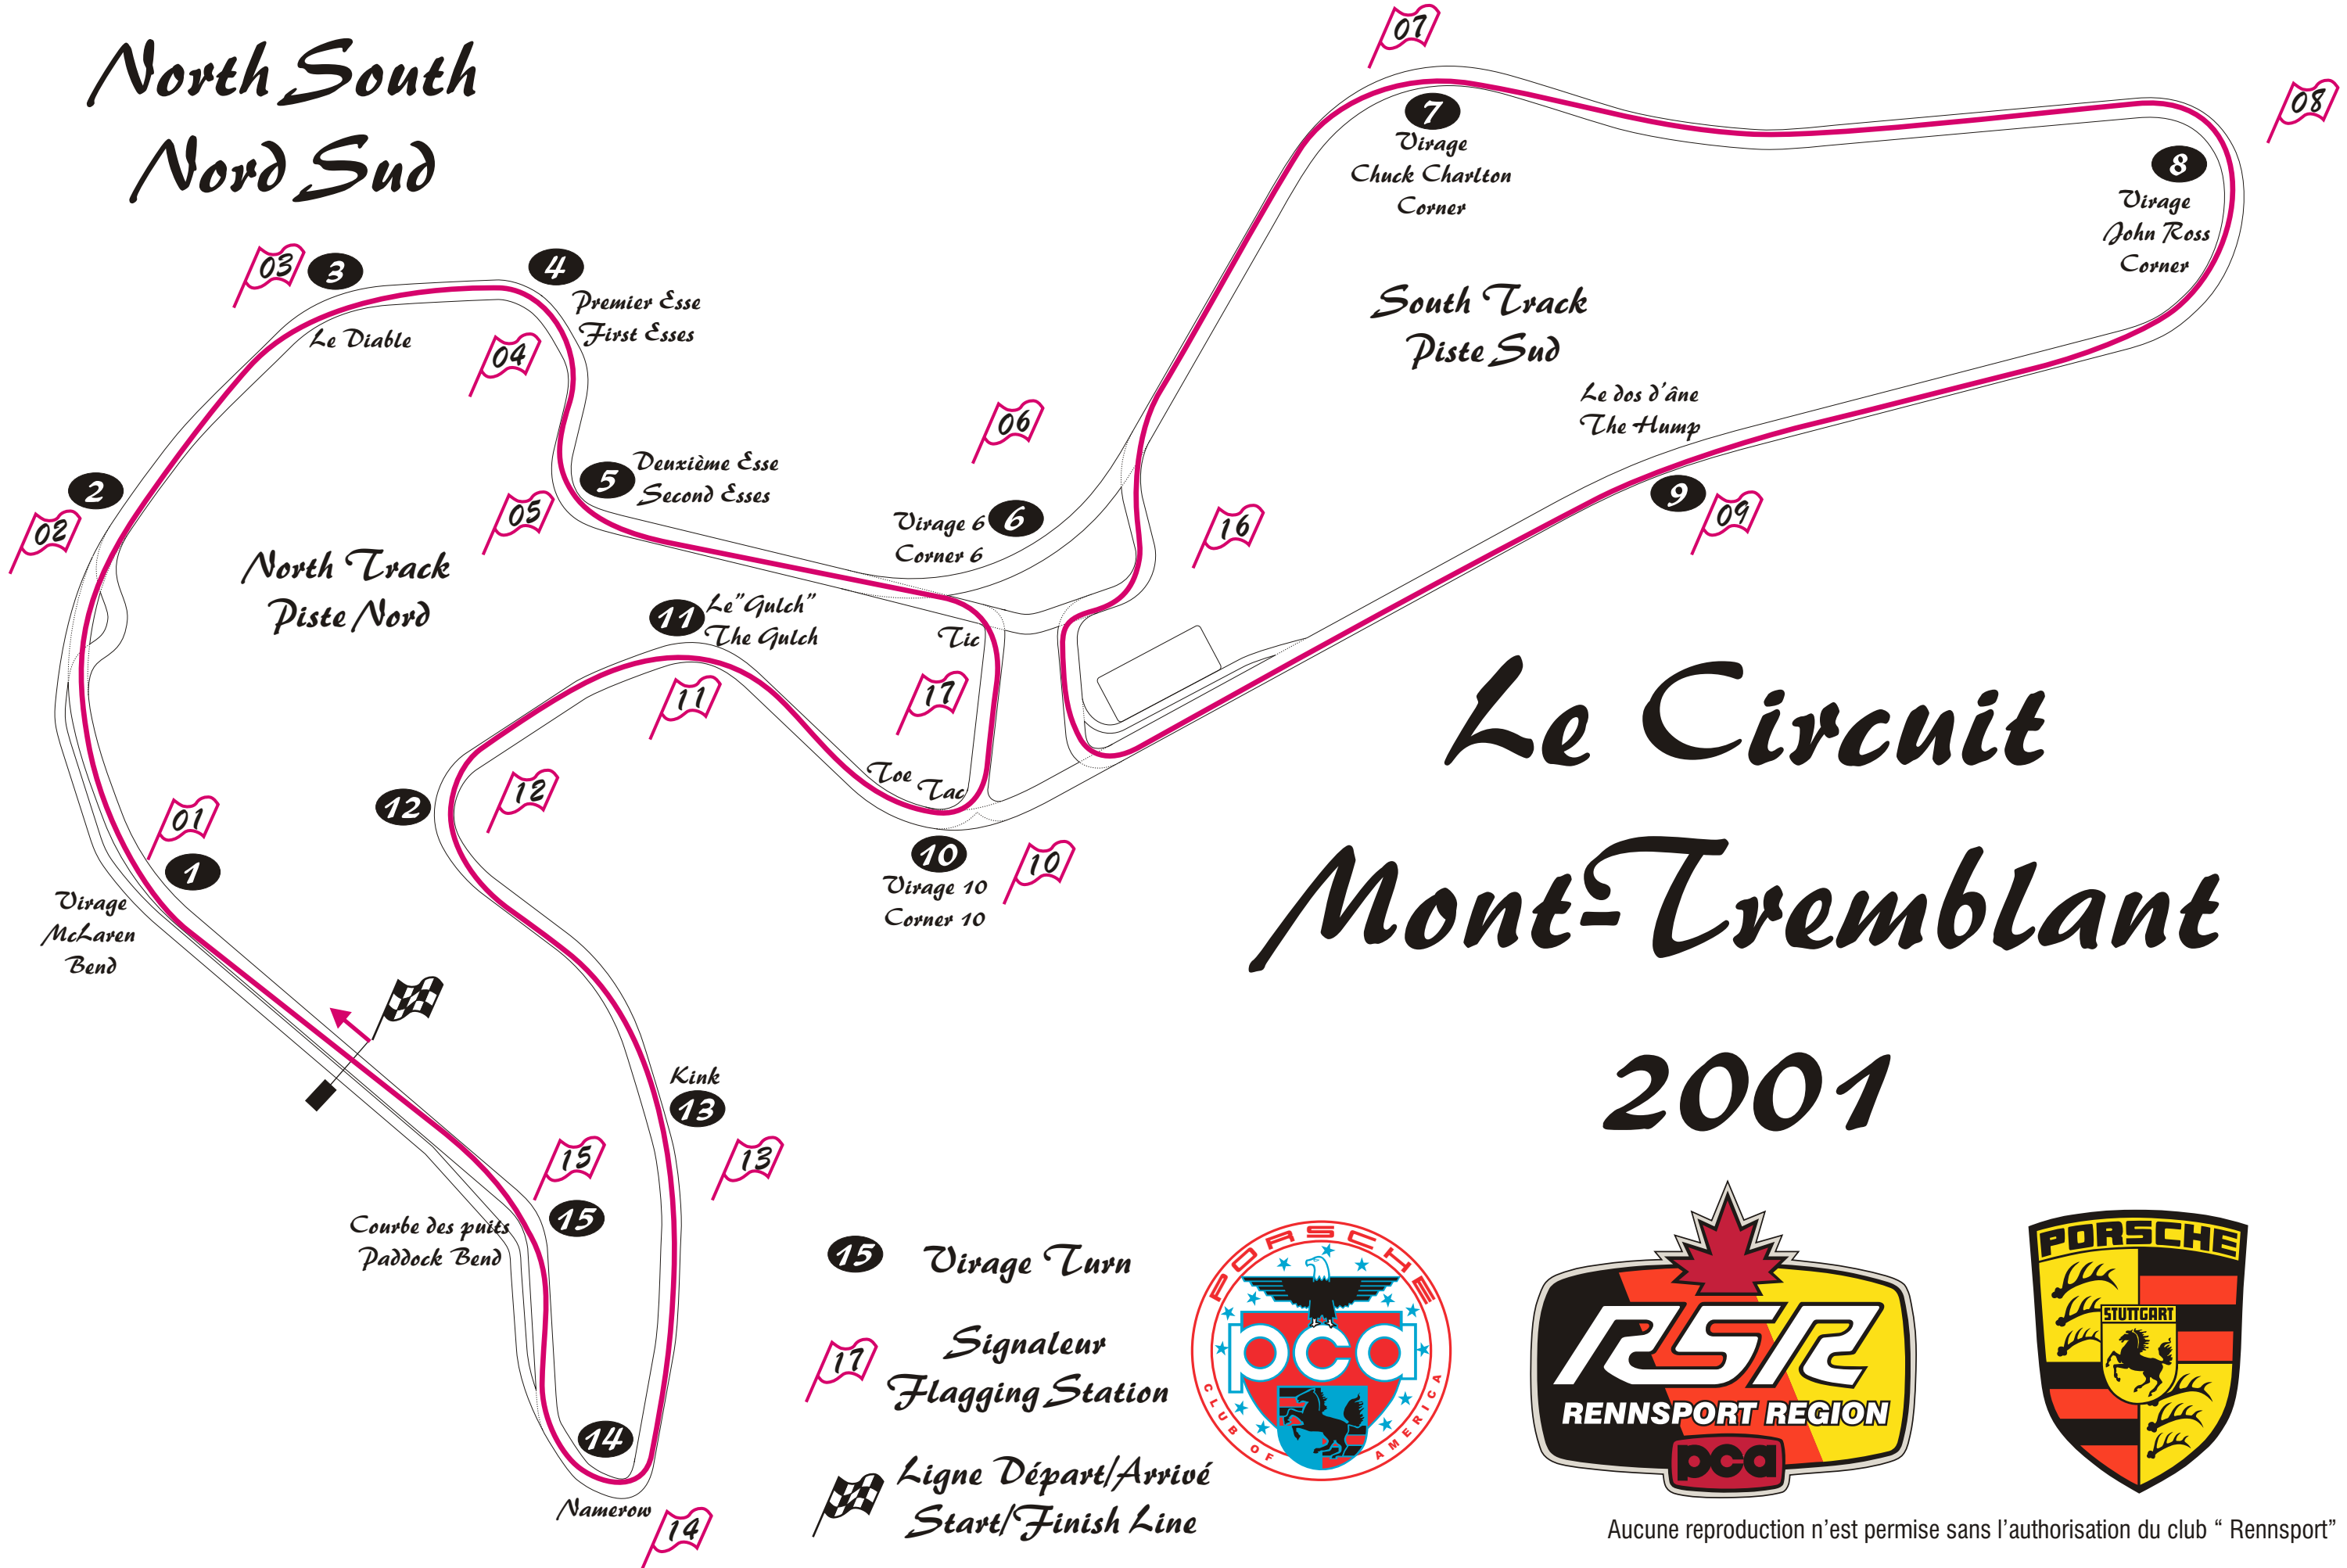 North South
Nord Sud
07
08
7
Virage
Chuck Charlton
Corner
8
Virage
John Ross
Corner
03
3
Le Diable
4
Premier Esse
First Esses
04
South Track
Piste Sud
Le dos d'âne
The Hump
06
2
02
5
Deuxième Esse
Second Esses
05
Virage 6
Corner 6
6
16
9
09
North Track
Piste Nord
11
Le"Gulch"
The Gulch
Tic
11
17
Le Circuit
Mont-Tremblant
2001
12
12
Toe
Tac
01
1
10
Virage 10
Corner 10
10
Virage
McLaren
Bend
Kink
13
13
15
15
Courbe des puits
Paddock Bend
14
Namerow
14
15
Virage Turn
17
Signaleur
Flagging Station
Ligne Départ/Arrivé
Start/Finish Line
PORSCHE
pca
CLUB OF AMERICA
RSR
RENNSPORT REGION
pca
PORSCHE
STUTTGART
Aucune reproduction n'est permise sans l'authorisation du club “ Rennsport”